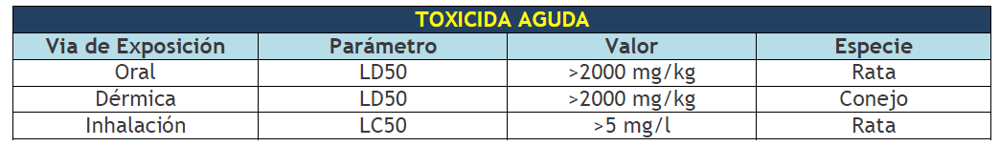 TOXICIDA AGUDA
Via de Exposición Parámetro Valor Especie
Oral LD50 >2000 mg/kg Rata
Dérmica LD50 >2000 mg/kg Conejo
Inhalación LC50 >5 mg/l Rata